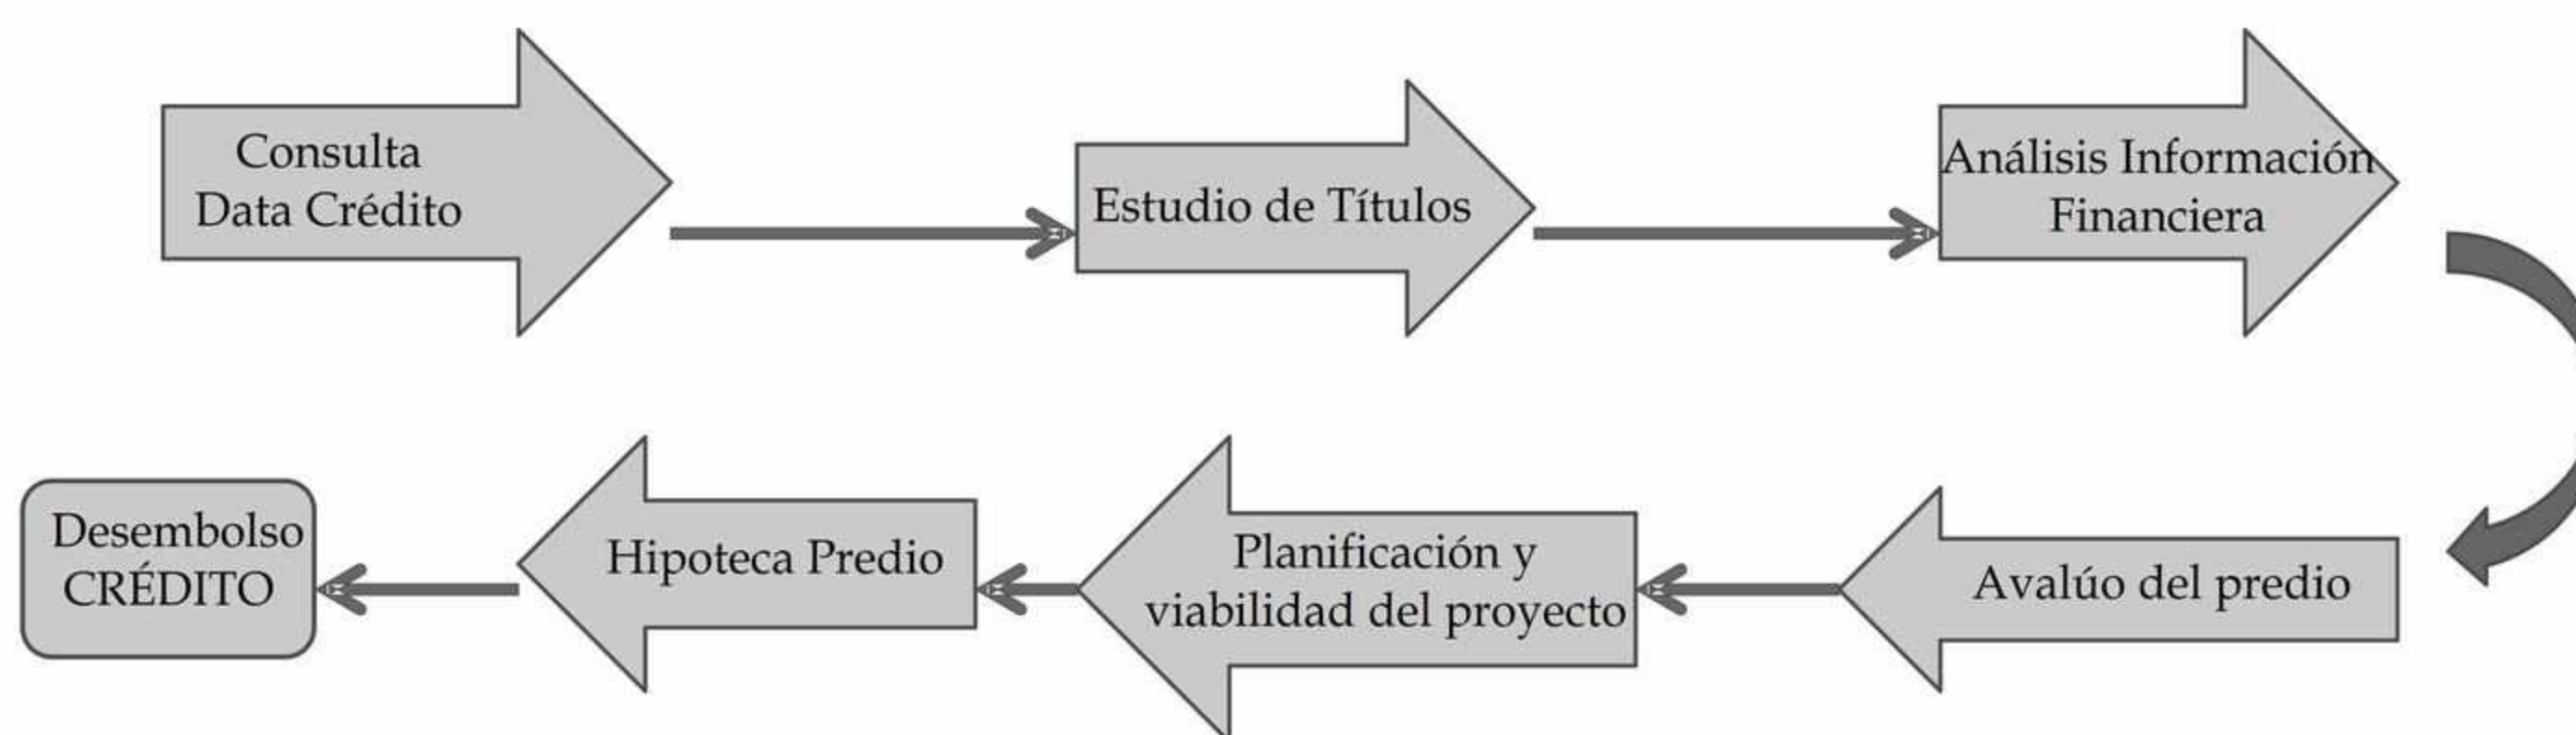 Consulta
Data Crédito
Estudio de Títulos
Análisis Información
Financiera
Avalúo del predio
Planificación y
viabilidad del proyecto
Hipoteca Predio
Desembolso
CRÉDITO